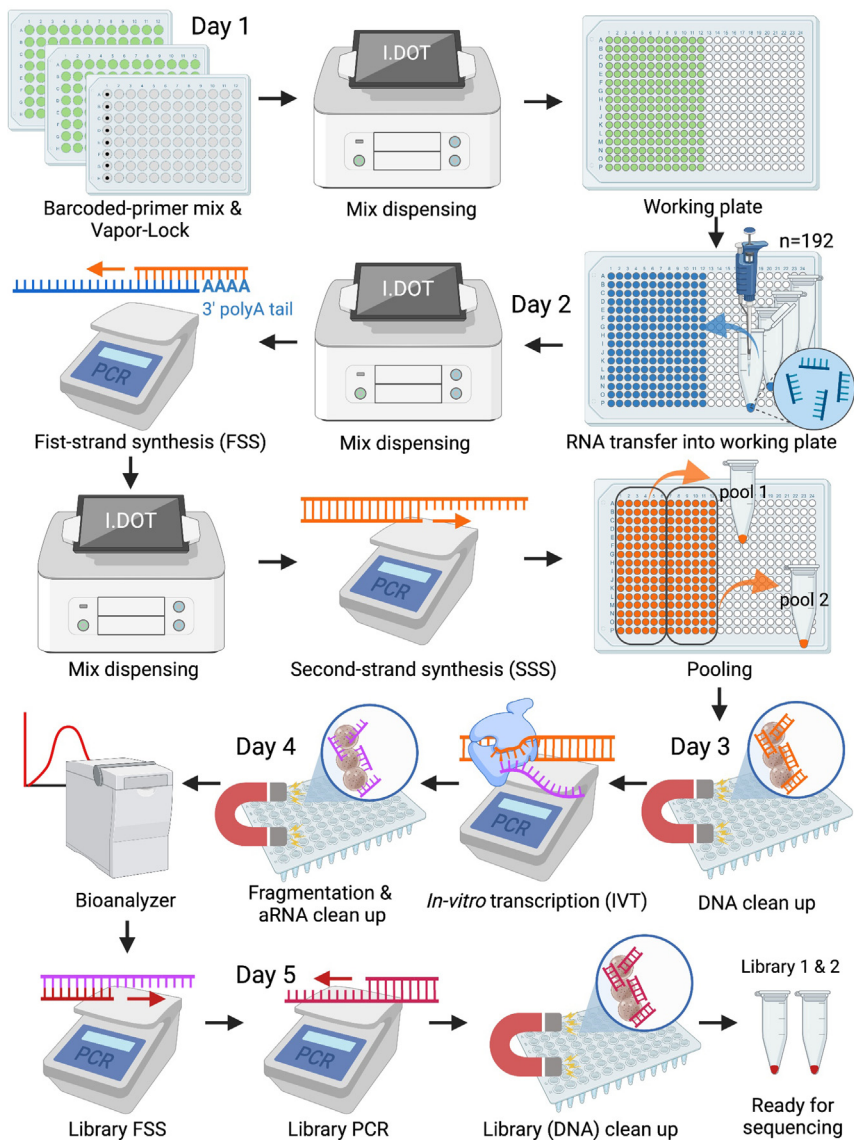 Day 1
I.DOT
Barcoded-primer mix &
Vapor-Lock
Mix dispensing
Working plate
n=192
AAAA
3' polyA tail
PCR
I.DOT
Day 2
Fist-strand synthesis (FSS)
Mix dispensing
RNA transfer into working plate
I.DOT
PCR
pool 1
pool 2
Mix dispensing
Second-strand synthesis (SSS)
Pooling
Day 4
Day 3
PCR
Bioanalyzer
Fragmentation &
aRNA clean up
In-vitro transcription (IVT)
DNA clean up
Day 5
Library 1 & 2
PCR
PCR
Library FSS
Library PCR
Library (DNA) clean up
Ready for
sequencing